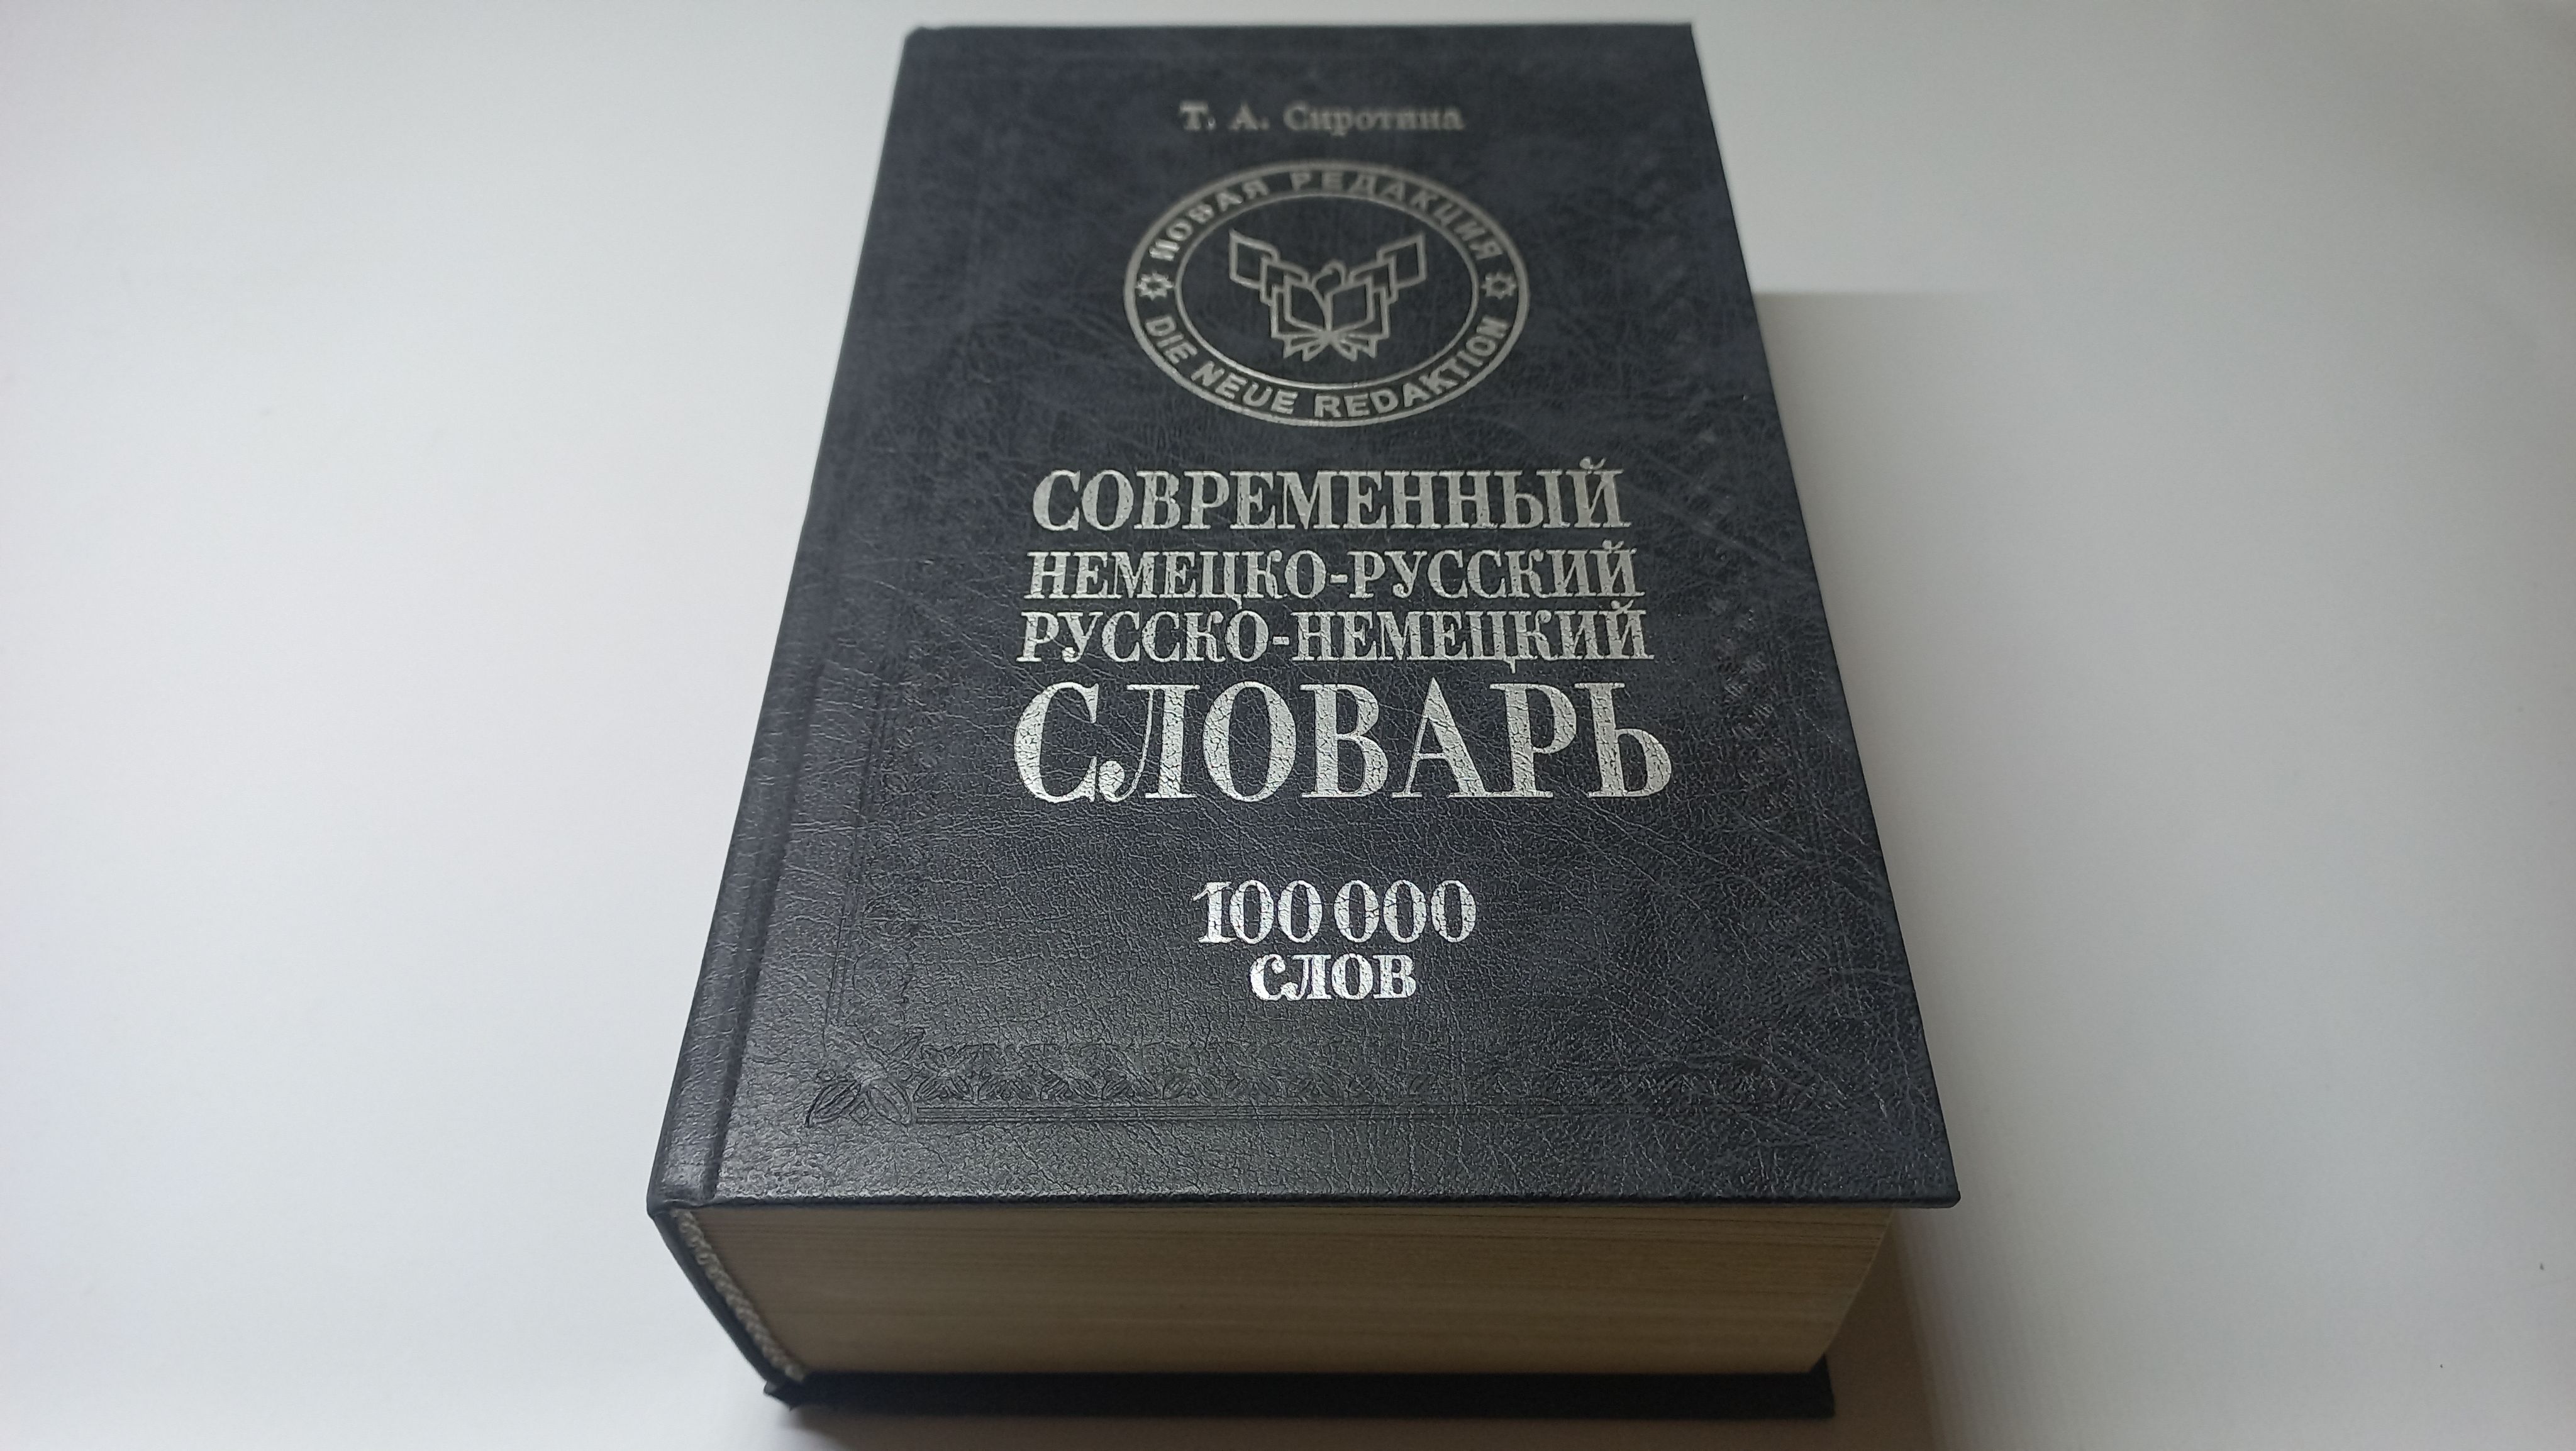 Т. А. Сиротина
НОВАЯ РЕДАКЦИЯ
DIE NEUE REDAKTION
СОВРЕМЕННЫЙ
НЕМЕЦКО-РУССКИЙ
РУССКО-НЕМЕЦКИЙ
СЛОВАРЬ
100 000
СЛОВ